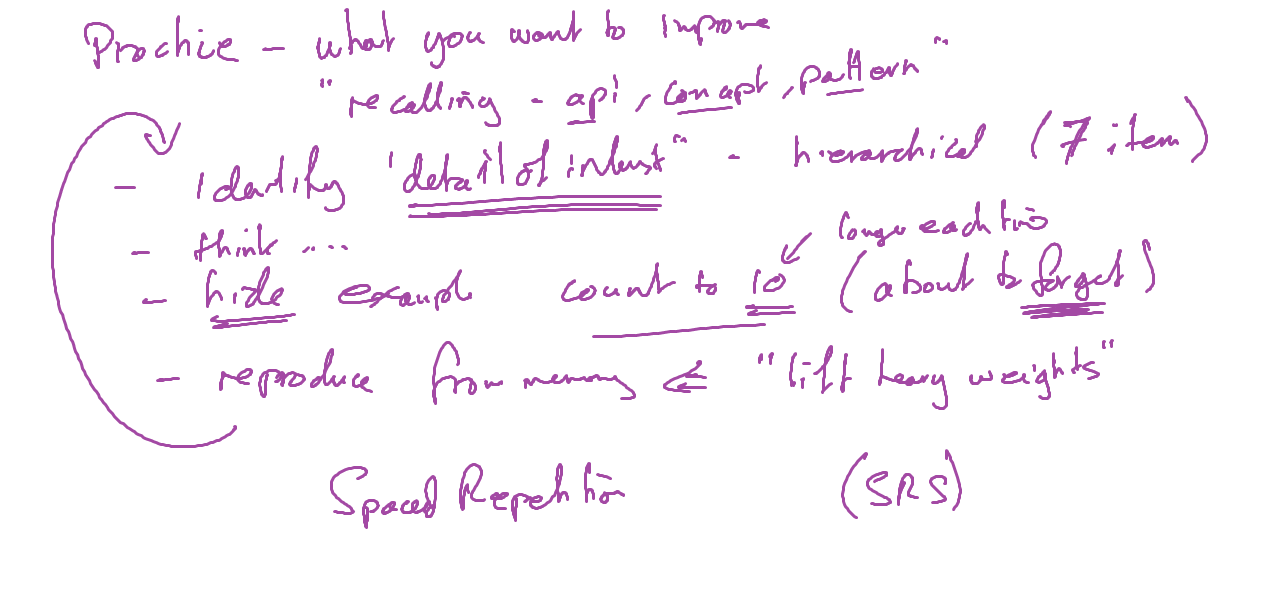 Practice - what you want to improve
"recalling - api, concept, pattern"
- Identify 'detail of interest" - hierarchical (7 item)
- think ....
longer each time
- hide example count to 10 (about to forget)
- reproduce from memory ⇐ "lift heavy weights"
Spaced Repetition (SRS)